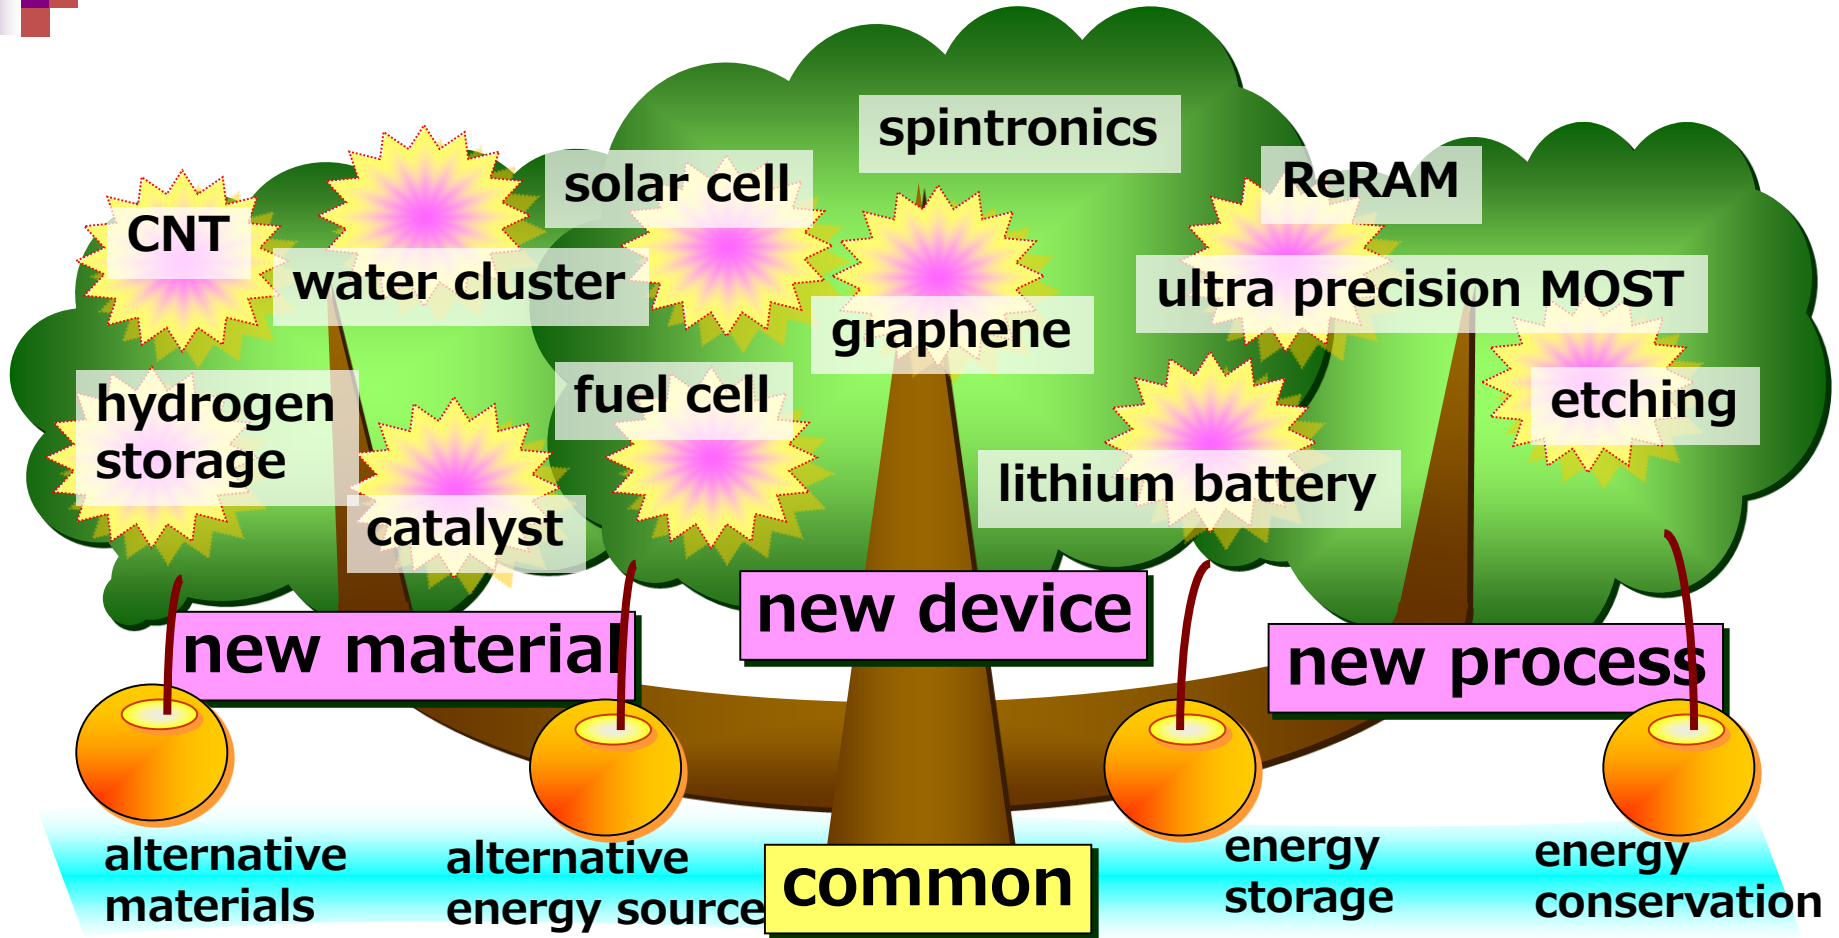 spintronics
solar cell
ReRAM
CNT
water cluster
ultra precision MOST
graphene
hydrogen
storage
fuel cell
etching
lithium battery
catalyst
new material
new device
new process
alternative
materials
alternative
energy source
common
energy
storage
energy
conservation